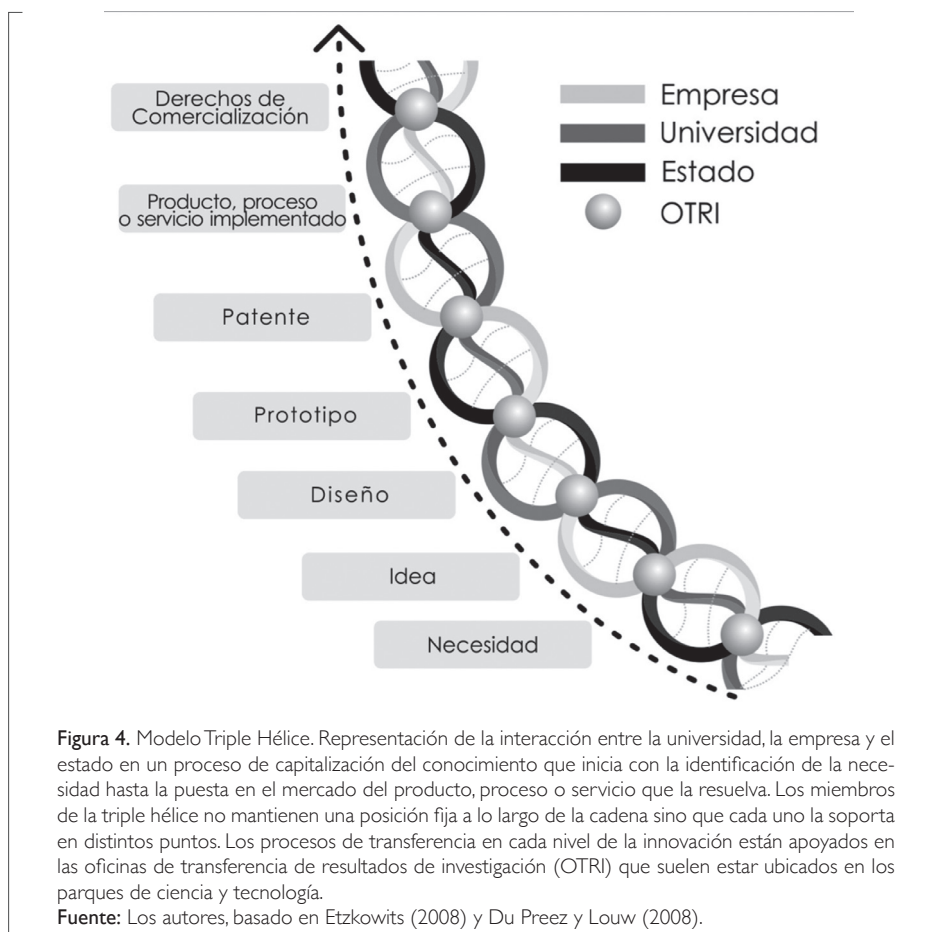 Derechos de
Comercialización
Producto, proceso
o servicio implementado
Patente
Prototipo
Diseño
Idea
Necesidad
Empresa
Universidad
Estado
OTRI
Figura 4. Modelo Triple Hélice. Representación de la interacción entre la universidad, la empresa y el
estado en un proceso de capitalización del conocimiento que inicia con la identificación de la nece-
sidad hasta la puesta en el mercado del producto, proceso o servicio que la resuelva. Los miembros
de la triple hélice no mantienen una posición fija a lo largo de la cadena sino que cada uno la soporta
en distintos puntos. Los procesos de transferencia en cada nivel de la innovación están apoyados en
las oficinas de transferencia de resultados de investigación (OTRI) que suelen estar ubicados en los
parques de ciencia y tecnología.
Fuente: Los autores, basado en Etzkowits (2008) y Du Preez y Louw (2008).